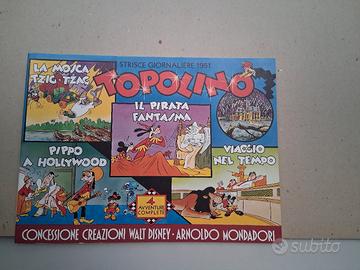 STRISCE GIORNALIERE 1951
LA MOSCA
TZIG-TZAG
TOPOLINO
IL PIRATA
FANTASMA
PIPPO
A HOLLYWOOD
VIAGGIO
NEL TEMPO
4
AVVENTURE
COMPLETE
CONCESSIONE CREAZIONI WALT DISNEY - ARNOLDO MONDADORI
subito